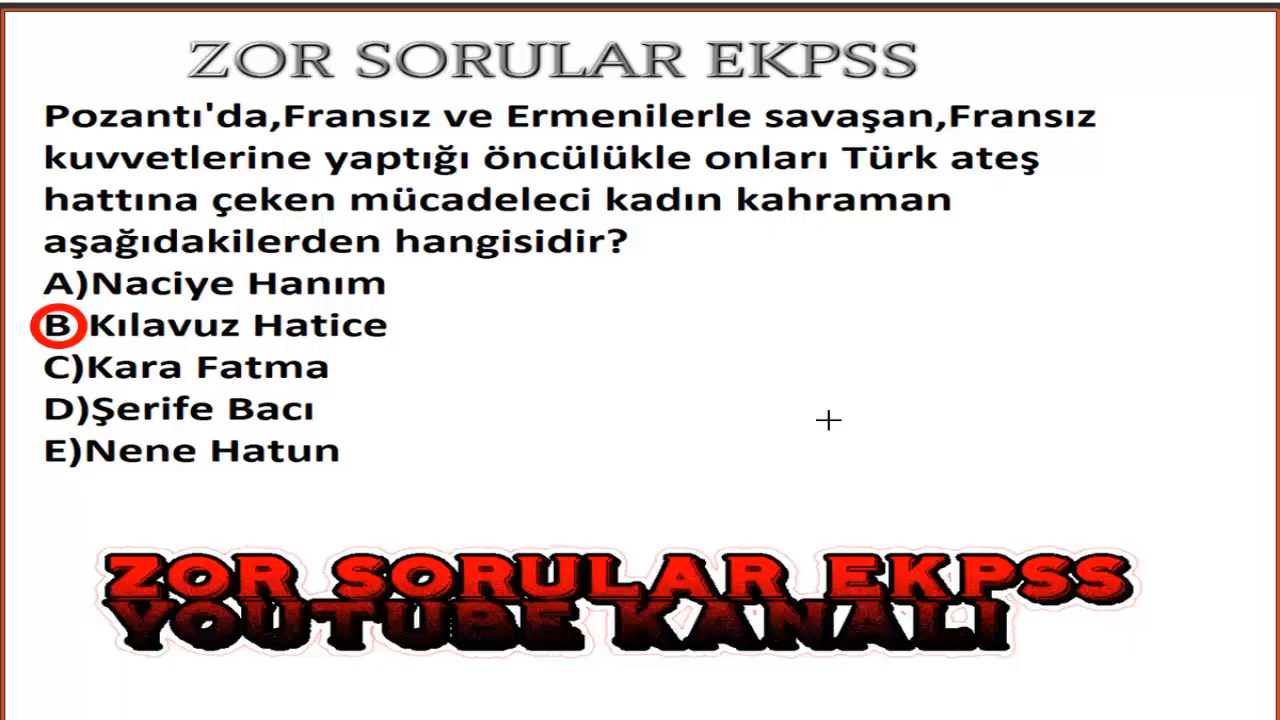 ZOR SORULAR EKPSS
Pozantı'da,Fransız ve Ermenilerle savaşan,Fransız
kuvvetlerine yaptığı öncülükle onları Türk ateş
hattına çeken mücadeleci kadın kahraman
aşağıdakilerden hangisidir?
A)Naciye Hanım
B Kılavuz Hatice
C)Kara Fatma
D)Şerife Bacı
E)Nene Hatun
ZOR SORULAR EKPSS
YOUTUBE KANALI